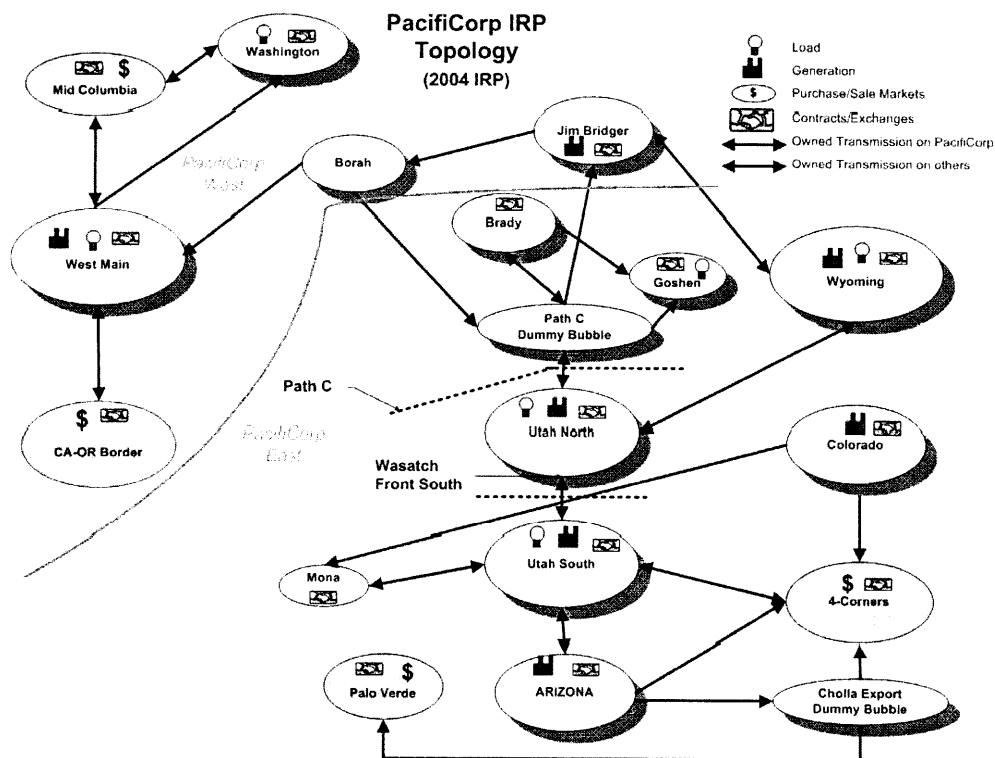 PacifiCorp IRP
Topology
(2004 IRP)
Washington
$
Mid Columbia
Load
Generation
$
Purchase/Sale Markets
Contracts/Exchanges
Owned Transmission on PacifiCorp
Owned Transmission on others
Jim Bridger
Borah
PacifiCorp
West
Brady
Goshen
West Main
Wyoming
Path C
Dummy Bubble
Path C
$
CA-OR Border
PacifiCorp
East
Utah North
Colorado
Wasatch
Front South
Utah South
Mona
$
4-Corners
$
Palo Verde
ARIZONA
Cholla Export
Dummy Bubble